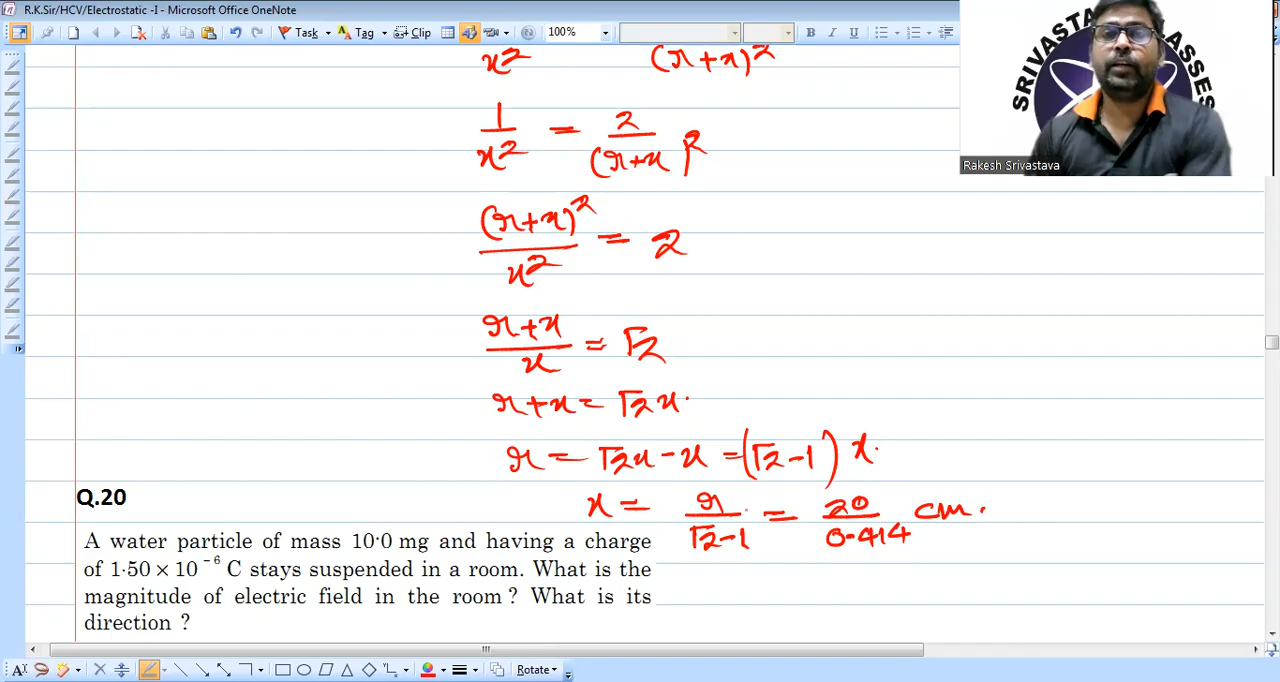 R.K.Sir/HCV/Electrostatic -I - Microsoft Office OneNote
Task Tag Clip 100% B I U
SRIVASTAVA CLASSES
Rakesh Srivastava
x² (r+x)²
1/x² = 2/(r+x)²
(r+x)²/x² = 2
(r+x)/x = √2
r+x = √2x.
r = √2x - x = (√2-1)x.
x = r/(√2-1) = 20/0.414 cm.
Q.20
A water particle of mass 10·0 mg and having a charge
of 1·50 × 10⁻⁶ C stays suspended in a room. What is the
magnitude of electric field in the room ? What is its
direction ?
Rotate